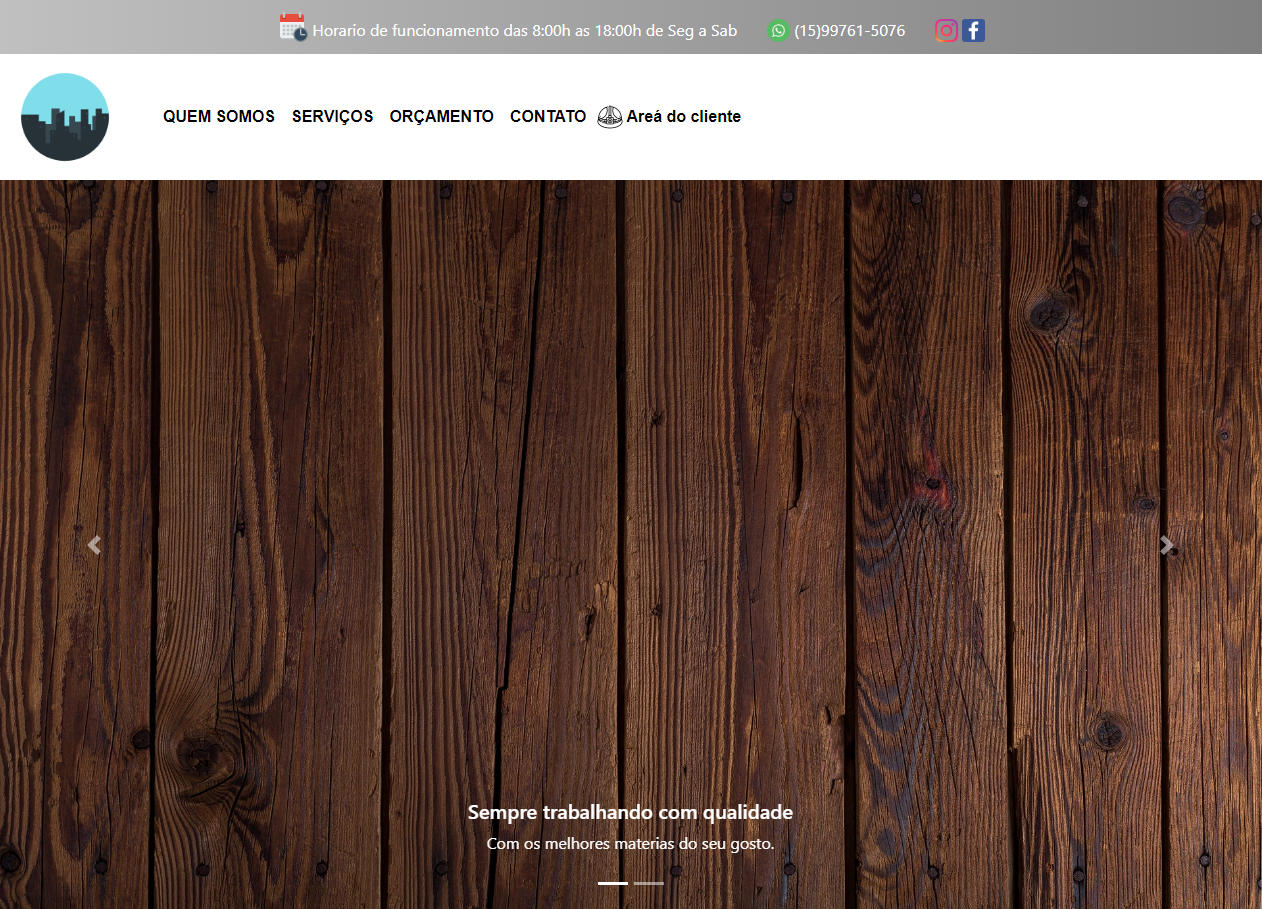 Horario de funcionamento das 8:00h as 18:00h de Seg a Sab (15)99761-5076
QUEM SOMOS SERVIÇOS ORÇAMENTO CONTATO Areá do cliente
Sempre trabalhando com qualidade
Com os melhores materias do seu gosto.